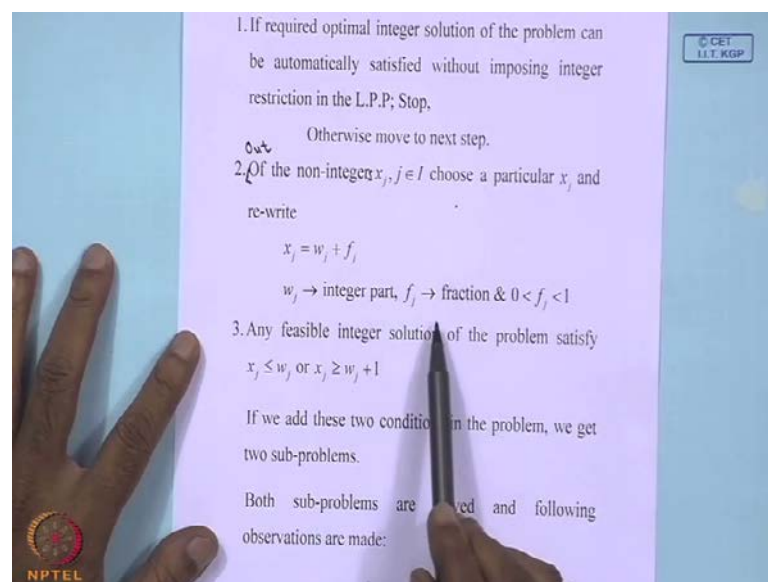 1. If required optimal integer solution of the problem can
be automatically satisfied without imposing integer
restriction in the L.P.P; Stop,
Otherwise move to next step.
Out
2. Of the non-integers x_j, j ∈ I choose a particular x_j and
re-write
x_j = w_j + f_j
w_j → integer part, f_j → fraction & 0 < f_j < 1
3. Any feasible integer solution of the problem satisfy
x_j ≤ w_j or x_j ≥ w_j + 1
If we add these two in the problem, we get
two sub-problems.
Both sub-problems are and following
observations are made:
© CET
I.I.T. KGP
NPTEL